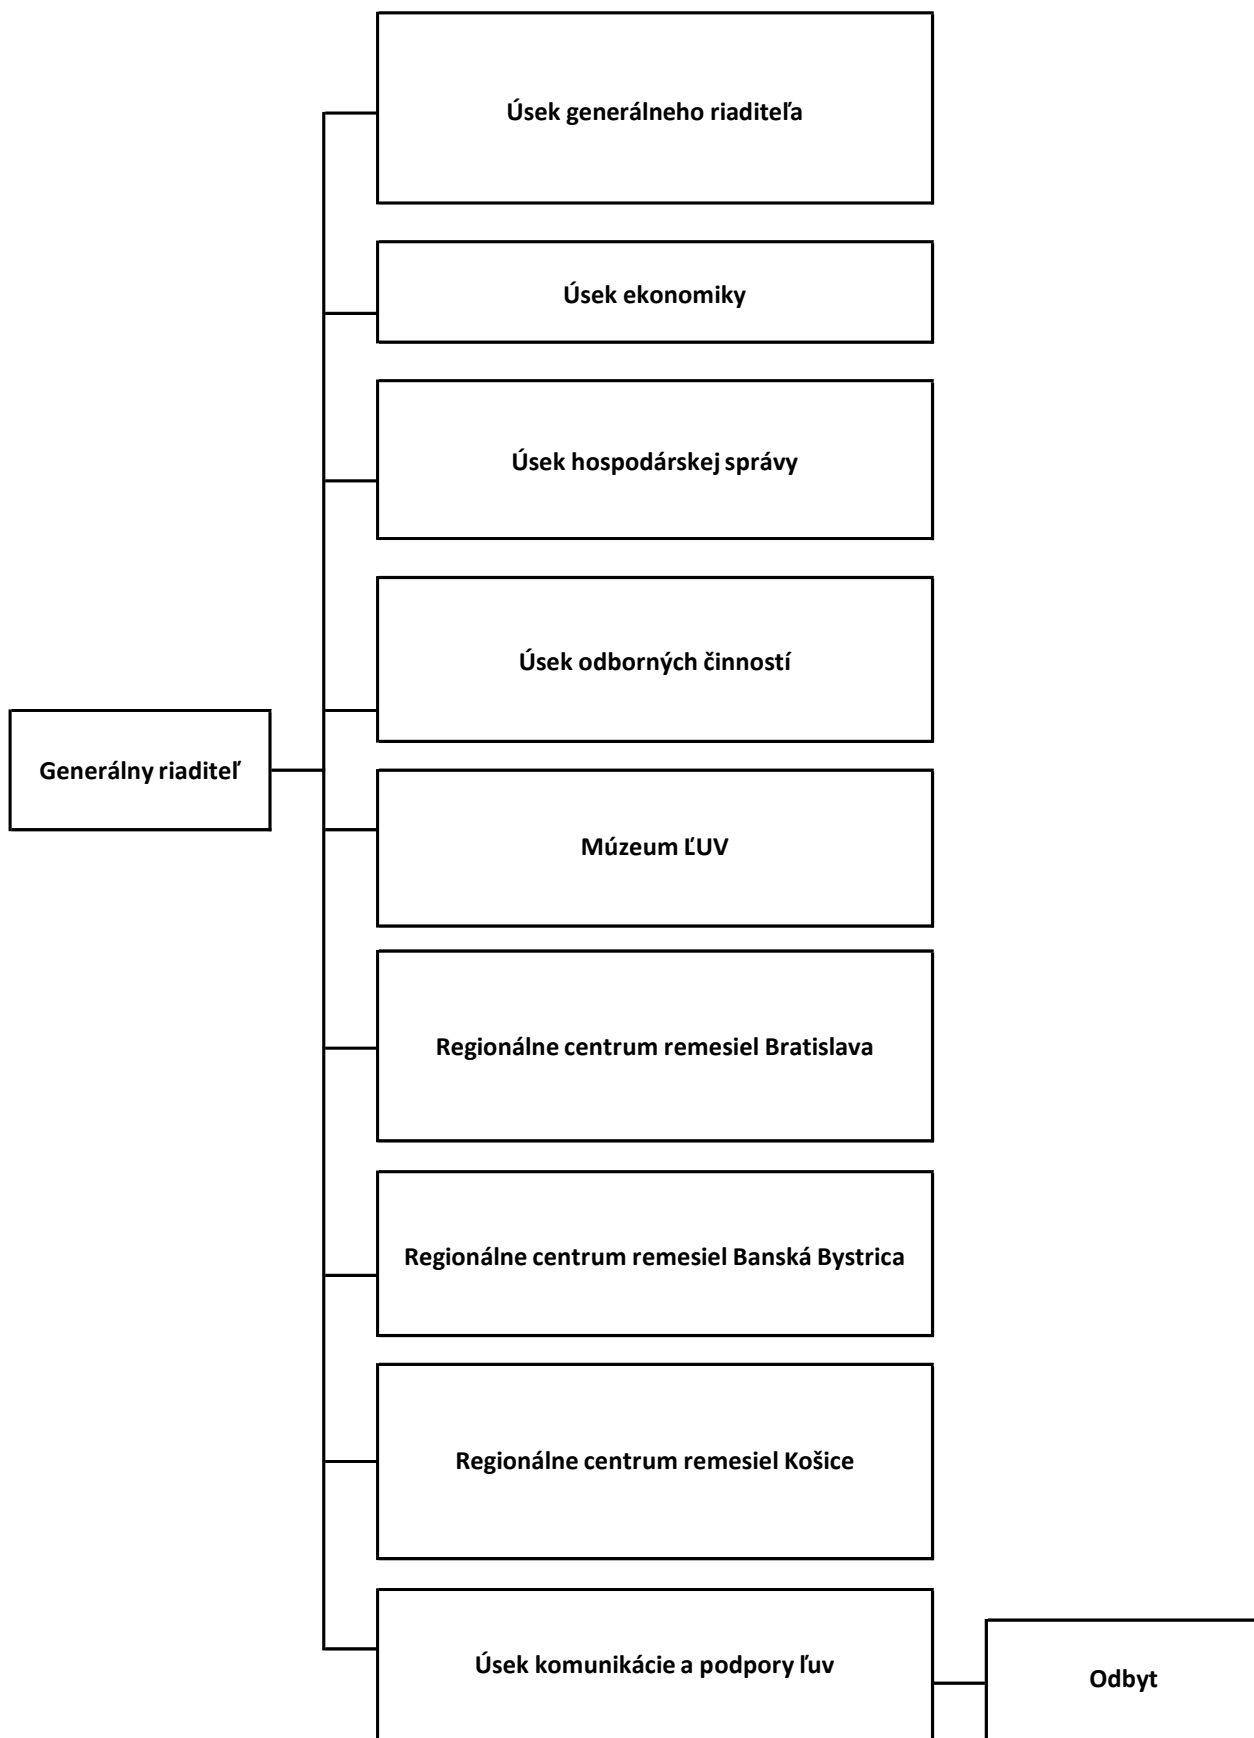 Úsek generálneho riaditeľa
Úsek ekonomiky
Úsek hospodárskej správy
Úsek odborných činností
Generálny riaditeľ
Múzeum ĽUV
Regionálne centrum remesiel Bratislava
Regionálne centrum remesiel Banská Bystrica
Regionálne centrum remesiel Košice
Úsek komunikácie a podpory ľuv
Odbyt